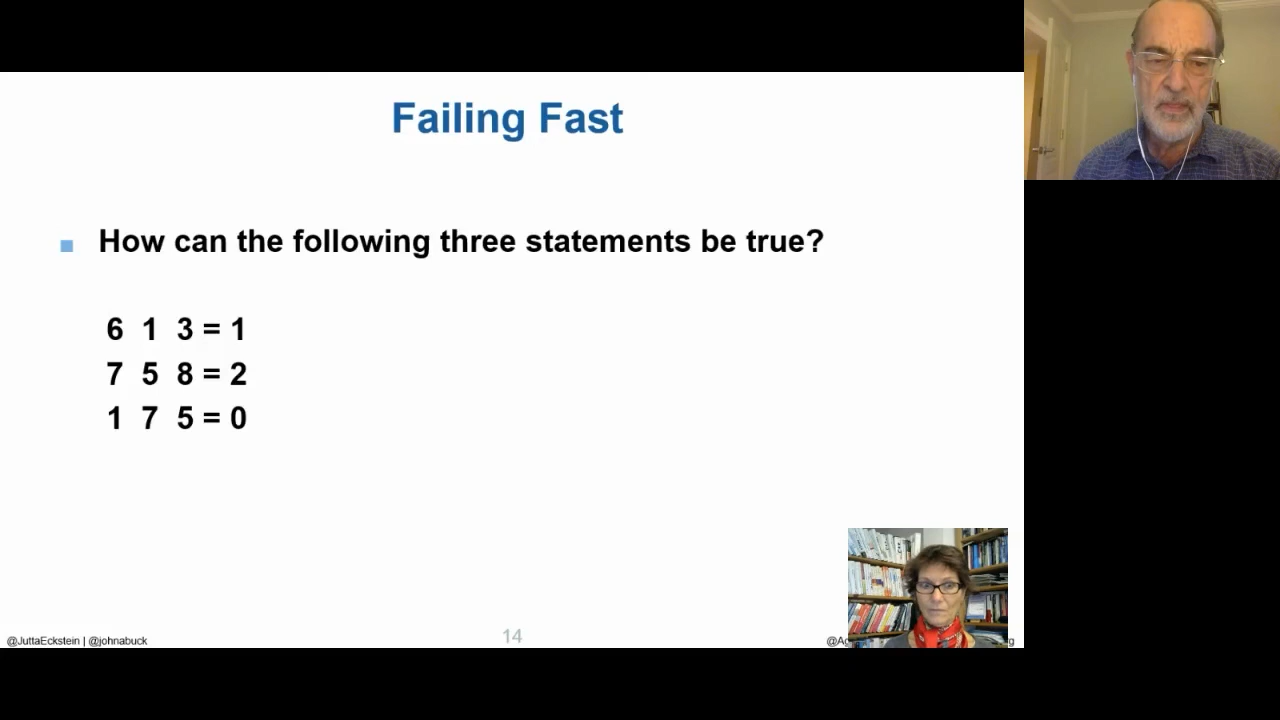 Failing Fast
How can the following three statements be true?
6 1 3 = 1
7 5 8 = 2
1 7 5 = 0
@JuttaEckstein | @johnabuck
14